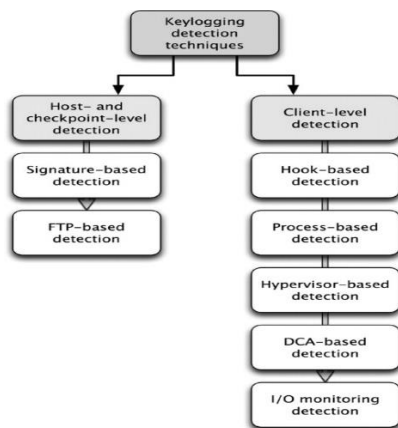 Keylogging
detection
techniques
Host- and
checkpoint-level
detection
Signature-based
detection
FTP-based
detection
Client-level
detection
Hook-based
detection
Process-based
detection
Hypervisor-based
detection
DCA-based
detection
I/O monitoring
detection